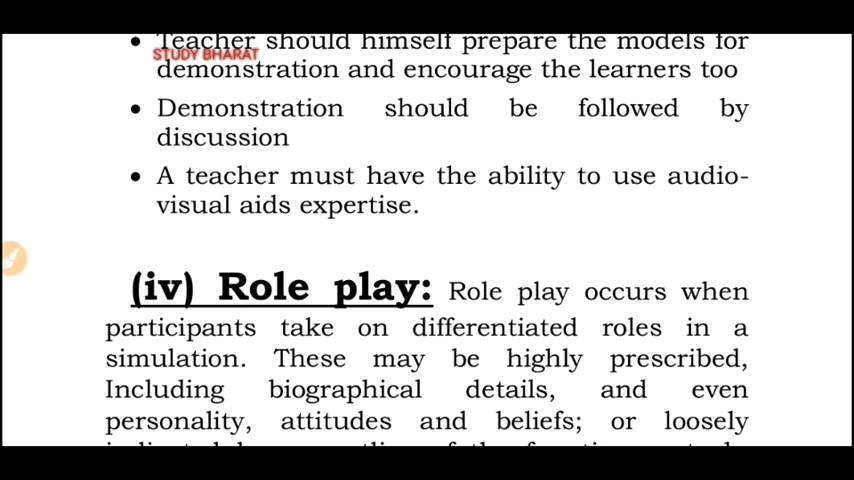 • Teacher should himself prepare the models for
STUDY BHARAT
demonstration and encourage the learners too
• Demonstration should be followed by
discussion
• A teacher must have the ability to use audio-
visual aids expertise.
(iv) Role play: Role play occurs when
participants take on differentiated roles in a
simulation. These may be highly prescribed,
Including biographical details, and even
personality, attitudes and beliefs; or loosely